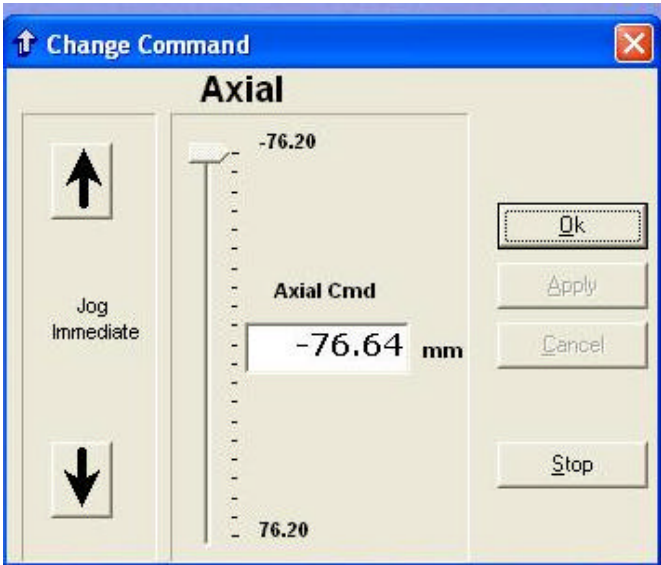 Change Command
Axial
-76.20
Ok
Axial Cmd
Apply
Jog
Immediate
-76.64 mm
Cancel
Stop
76.20